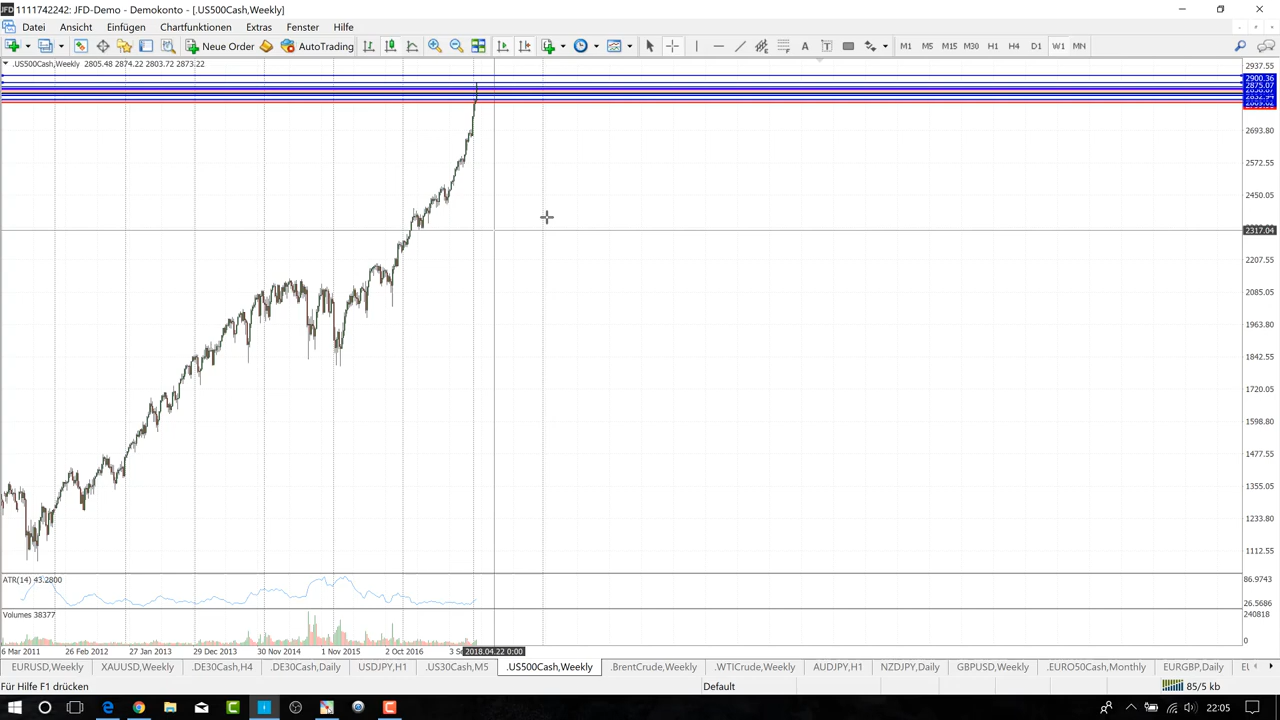 1111742242: JFD-Demo - Demokonto - [.US500Cash,Weekly]
Datei Ansicht Einfügen Chartfunktionen Extras Fenster Hilfe
Neue Order AutoTrading A T M1 M5 M15 M30 H1 H4 D1 W1 MN
.US500Cash,Weekly 2805.48 2874.22 2803.72 2873.22
2937.55
2900.36
2875.07
2693.80
2572.55
2450.05
2317.04
2207.55
2085.05
1963.80
1842.55
1720.05
1598.80
1477.55
1355.05
1233.80
1112.55
ATR(14) 43.2800
86.9743
26.5686
Volumes 38377
240818
0
6 Mar 2011 26 Feb 2012 27 Jan 2013 29 Dec 2013 30 Nov 2014 1 Nov 2015 2 Oct 2016 2018.04.22 0:00
EURUSD,Weekly XAUUSD,Weekly .DE30Cash,H4 .DE30Cash,Daily USDJPY,H1 .US30Cash,M5 .US500Cash,Weekly .BrentCrude,Weekly .WTICrude,Weekly AUDJPY,H1 NZDJPY,Daily GBPUSD,Weekly .EURO50Cash,Monthly EURGBP,Daily
Für Hilfe F1 drücken Default 85/5 kb
22:05